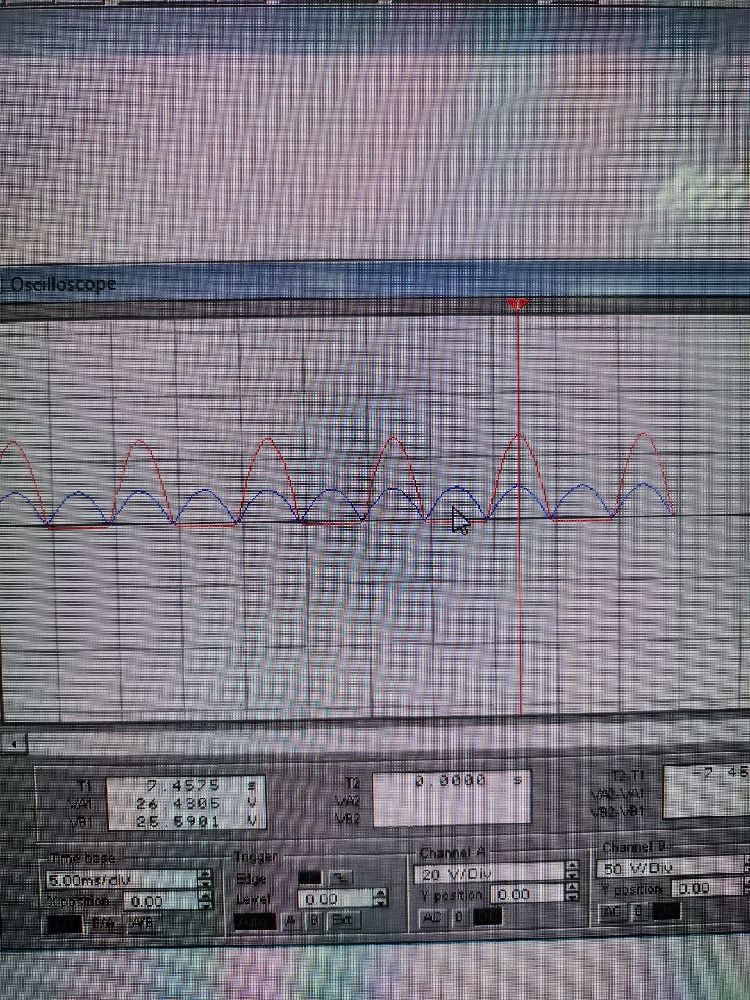 Oscilloscope
1
T1 7.4575 s
VA1 26.4305 V
VB1 25.5901 V
T2 0.0000 s
VA2
VB2
T2-T1 -7.45
VA2-VA1
VB2-VB1
Time base
5.00ms/div
X position 0.00
B/A A/B
Trigger
Edge
Level 0.00
Auto A B Ext
Channel A
20 V/Div
Y position 0.00
AC 0 DC
Channel B
50 V/Div
Y position 0.00
AC 0 DC